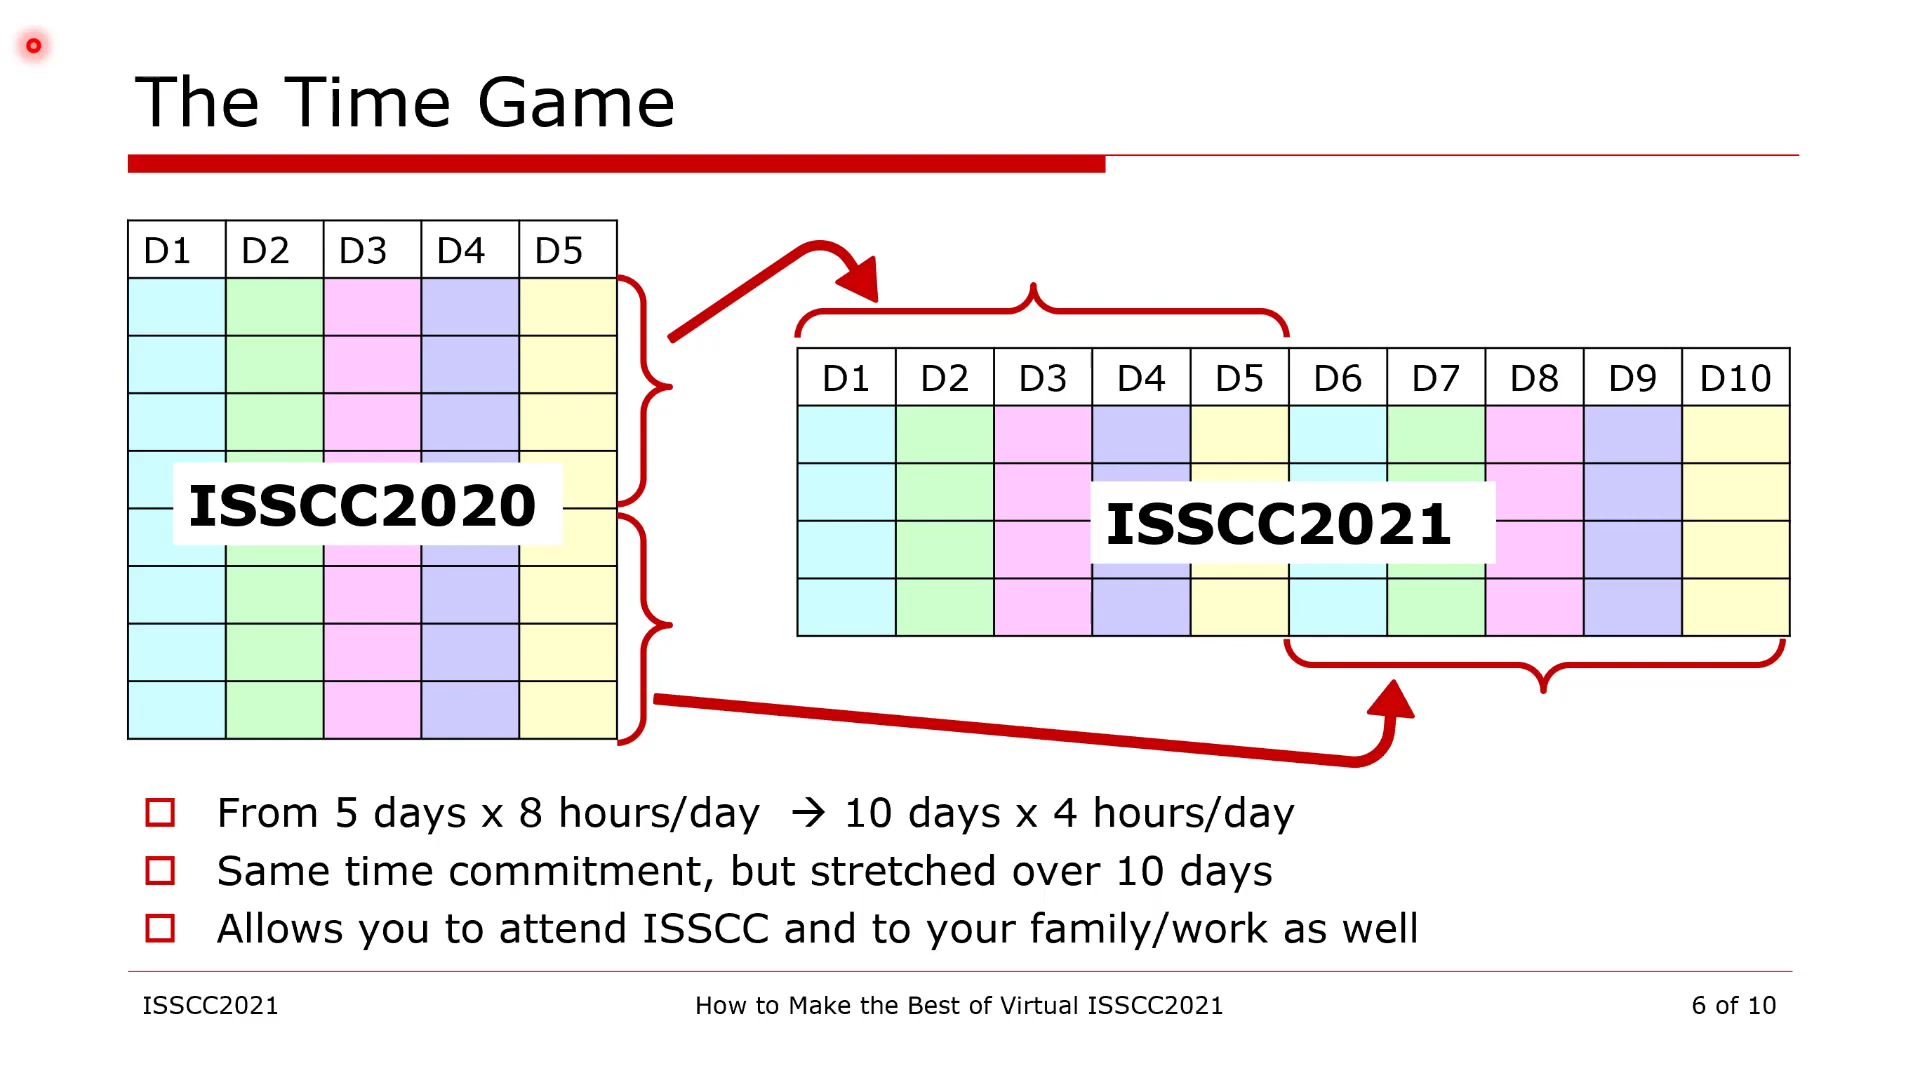 The Time Game
D1 D2 D3 D4 D5
ISSCC2020
D1 D2 D3 D4 D5 D6 D7 D8 D9 D10
ISSCC2021
From 5 days x 8 hours/day → 10 days x 4 hours/day
Same time commitment, but stretched over 10 days
Allows you to attend ISSCC and to your family/work as well
ISSCC2021 How to Make the Best of Virtual ISSCC2021 6 of 10